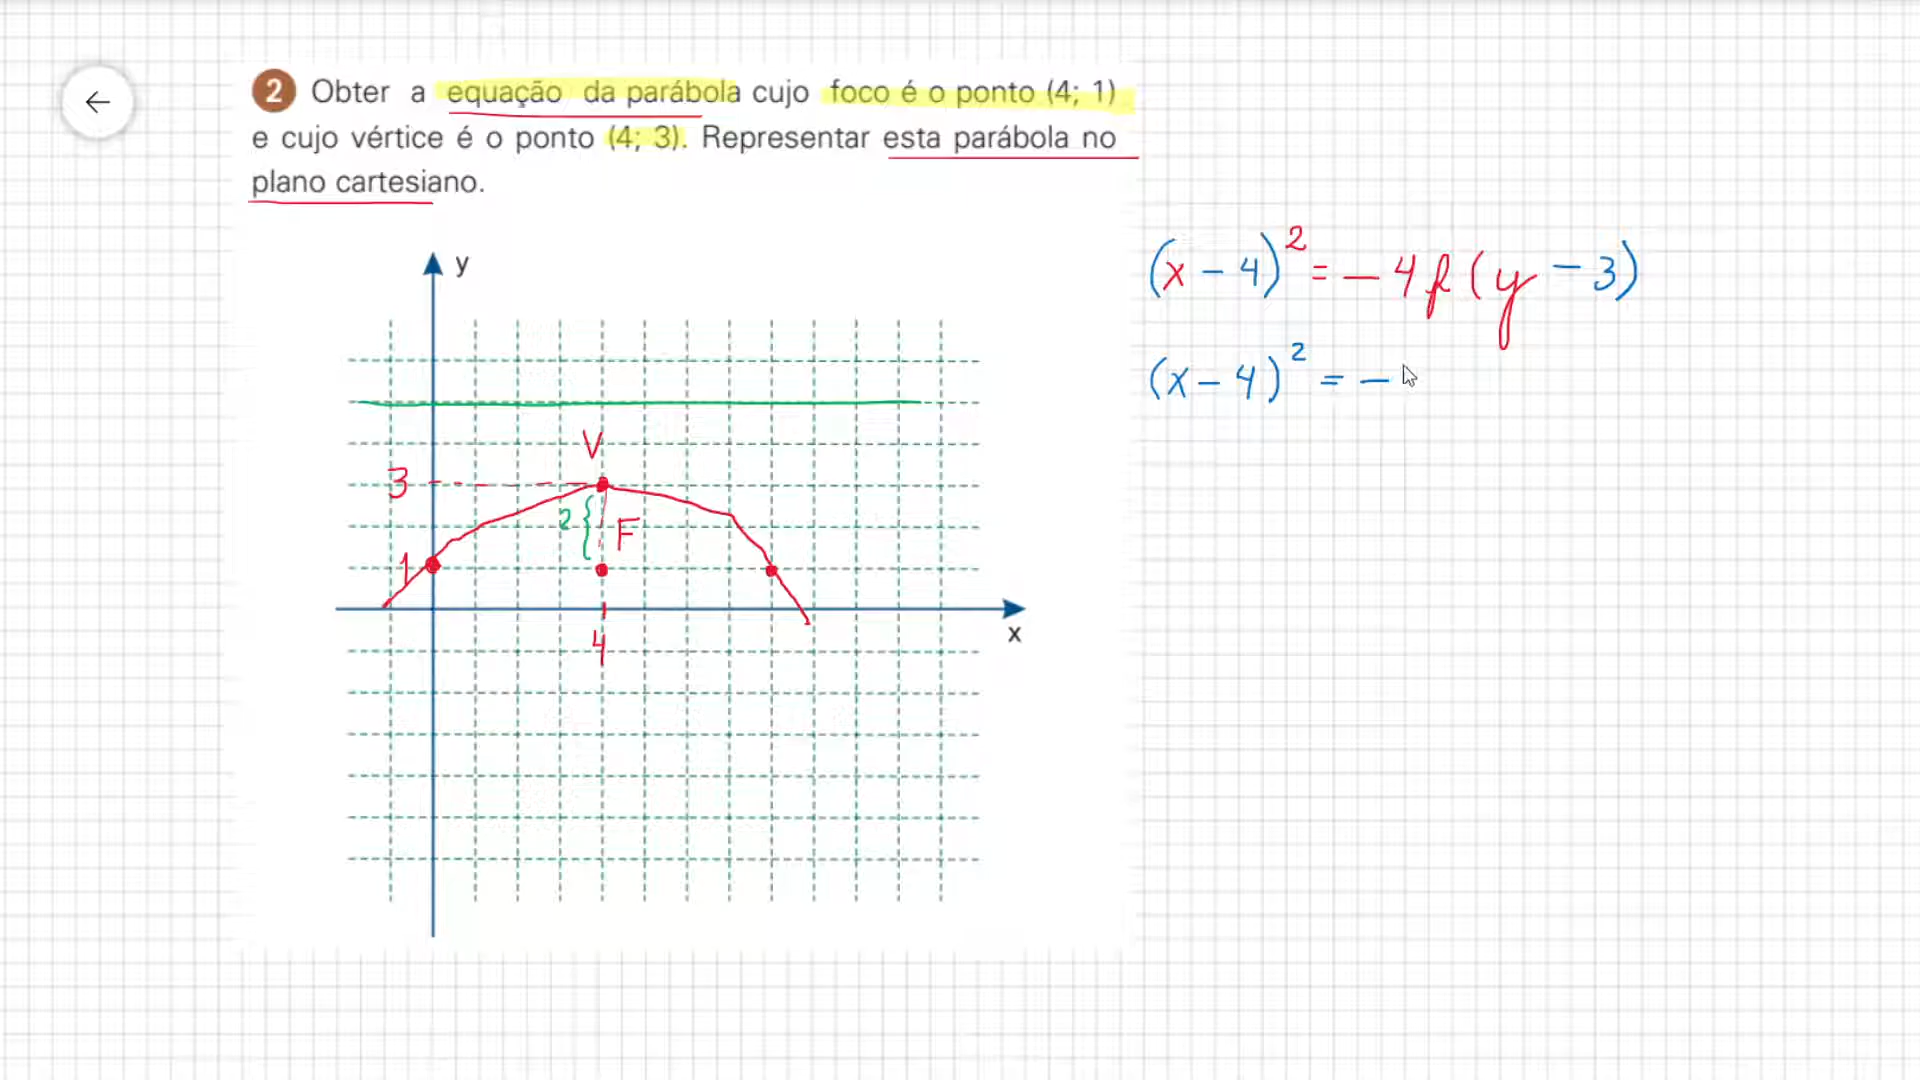 2 Obter a equação da parábola cujo foco é o ponto (4; 1)
e cujo vértice é o ponto (4; 3). Representar esta parábola no
plano cartesiano.
(x - 4)² = - 4f(y - 3)
(x - 4)² = -
y
V
3
2
F
1
x
4